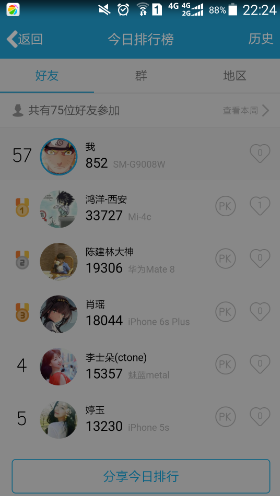 4G 4G 2G 1 88% 22:24
返回 今日排行榜 历史
好友 群 地区
共有75位好友参加 查看本周
57 我 0
852 SM-G9008W
1 鸿洋-西安 PK 1
33727 Mi-4c
2 陈建林大神 PK 0
19306 华为Mate 8
3 肖瑶 PK 0
18044 iPhone 6s Plus
4 李士朵(ctone) PK 0
15357 魅蓝metal
5 婷玉 PK 0
13230 iPhone 5s
分享今日排行